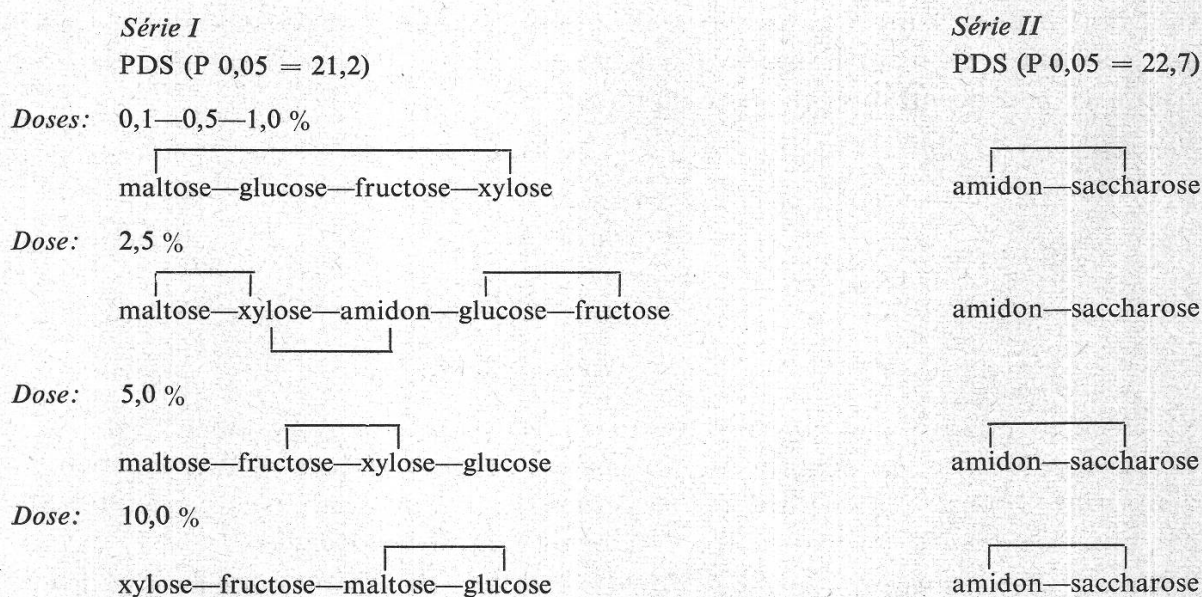 Série I Série II
PDS (P 0,05 = 21,2) PDS (P 0,05 = 22,7)
Doses: 0,1—0,5—1,0 %
maltose—glucose—fructose—xylose amidon—saccharose
Dose: 2,5 %
maltose—xylose—amidon—glucose—fructose amidon—saccharose
Dose: 5,0 %
maltose—fructose—xylose—glucose amidon—saccharose
Dose: 10,0 %
xylose—fructose—maltose—glucose amidon—saccharose